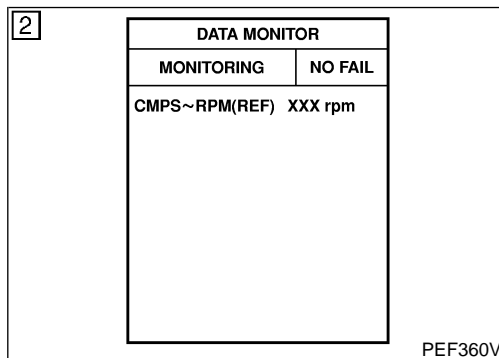 2
DATA MONITOR
MONITORING NO FAIL
CMPS~RPM(REF) XXX rpm
PEF360V